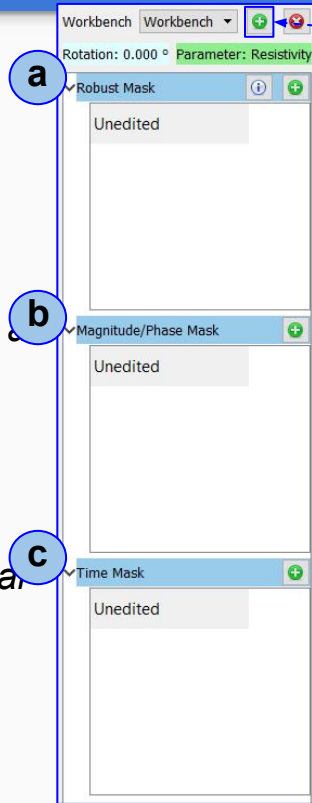 Workbench Workbench
Rotation: 0.000 º Parameter: Resistivity
a
Robust Mask
Unedited
b
Magnitude/Phase Mask
Unedited
c
Time Mask
Unedited